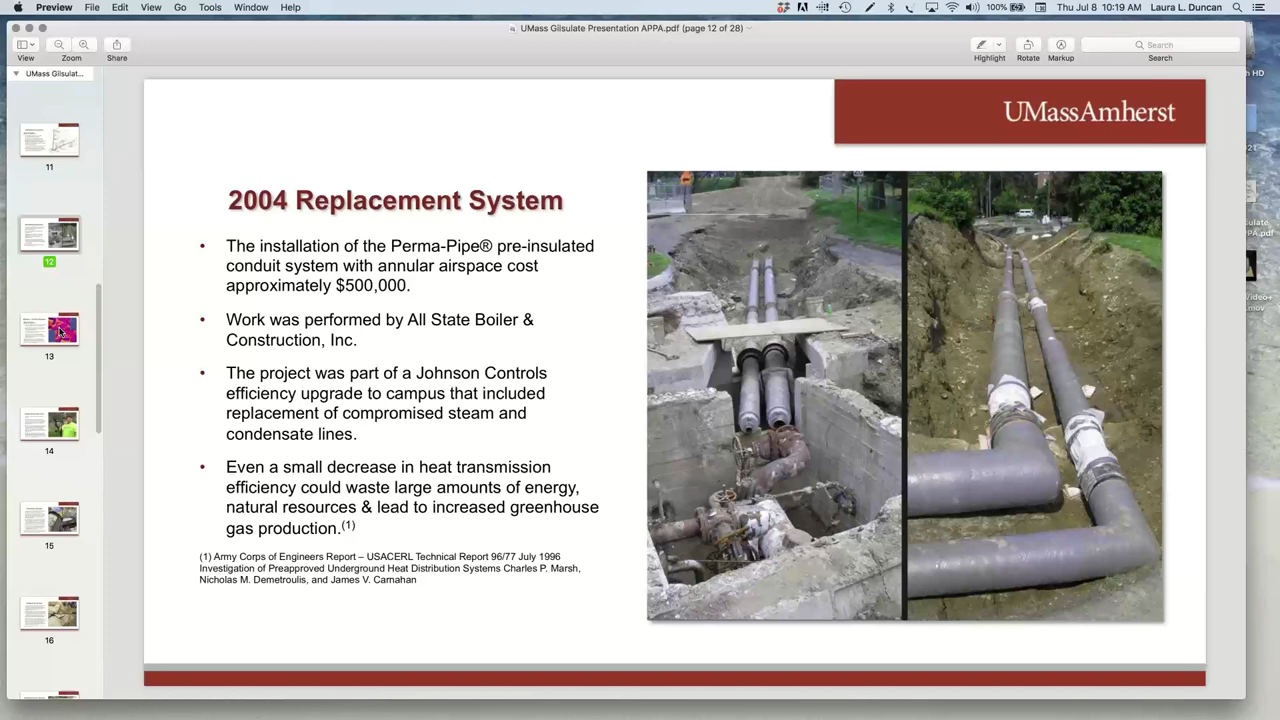 Preview File Edit View Go Tools Window Help
100% Thu Jul 8 10:19 AM Laura L. Duncan
UMass Gilsulate Presentation APPA.pdf (page 12 of 28)
View Zoom Share Highlight Rotate Markup Search
Search
UMass Gilsulat...
11
12
13
14
15
16
UMassAmherst
2004 Replacement System
• The installation of the Perma-Pipe® pre-insulated
conduit system with annular airspace cost
approximately $500,000.
• Work was performed by All State Boiler &
Construction, Inc.
• The project was part of a Johnson Controls
efficiency upgrade to campus that included
replacement of compromised steam and
condensate lines.
• Even a small decrease in heat transmission
efficiency could waste large amounts of energy,
natural resources & lead to increased greenhouse
gas production.(1)
(1) Army Corps of Engineers Report – USACERL Technical Report 96/77 July 1996
Investigation of Preapproved Underground Heat Distribution Systems Charles P. Marsh,
Nicholas M. Demetroulis, and James V. Carnahan